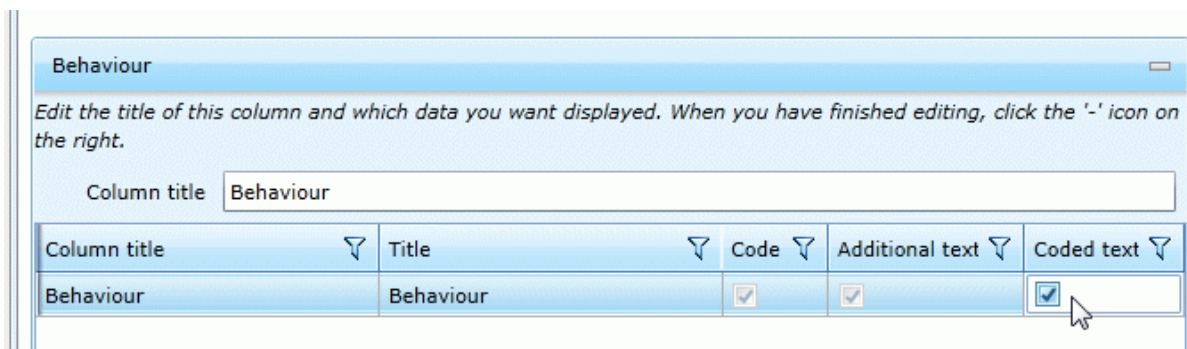 Behaviour
Edit the title of this column and which data you want displayed. When you have finished editing, click the '-' icon on
the right.
Column title Behaviour
Column title Title Code Additional text Coded text
Behaviour Behaviour